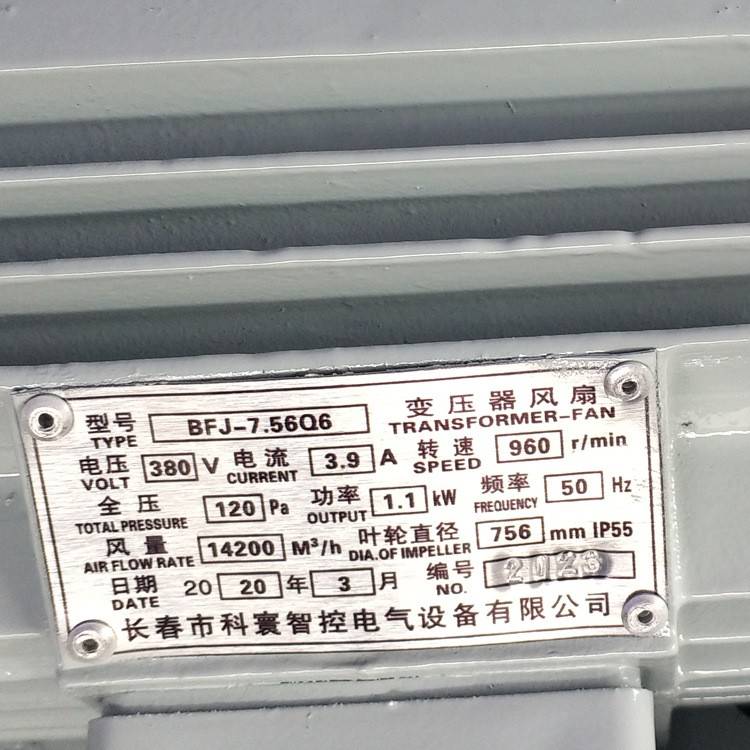 型号 BFJ-7.56Q6 变压器风扇
TYPE TRANSFORMER-FAN
电压 380 V 电流 3.9 A 转速 960 r/min
VOLT CURRENT SPEED
全压 120 Pa 功率 1.1 kW 频率 50 Hz
TOTAL PRESSURE OUTPUT FREQUENCY
风量 14200 M³/h 叶轮直径 756 mm IP55
AIR FLOW RATE DIA.OF IMPELLER
日期 20 20 年 3 月 编号 2023
DATE NO.
长春市科寰智控电气设备有限公司